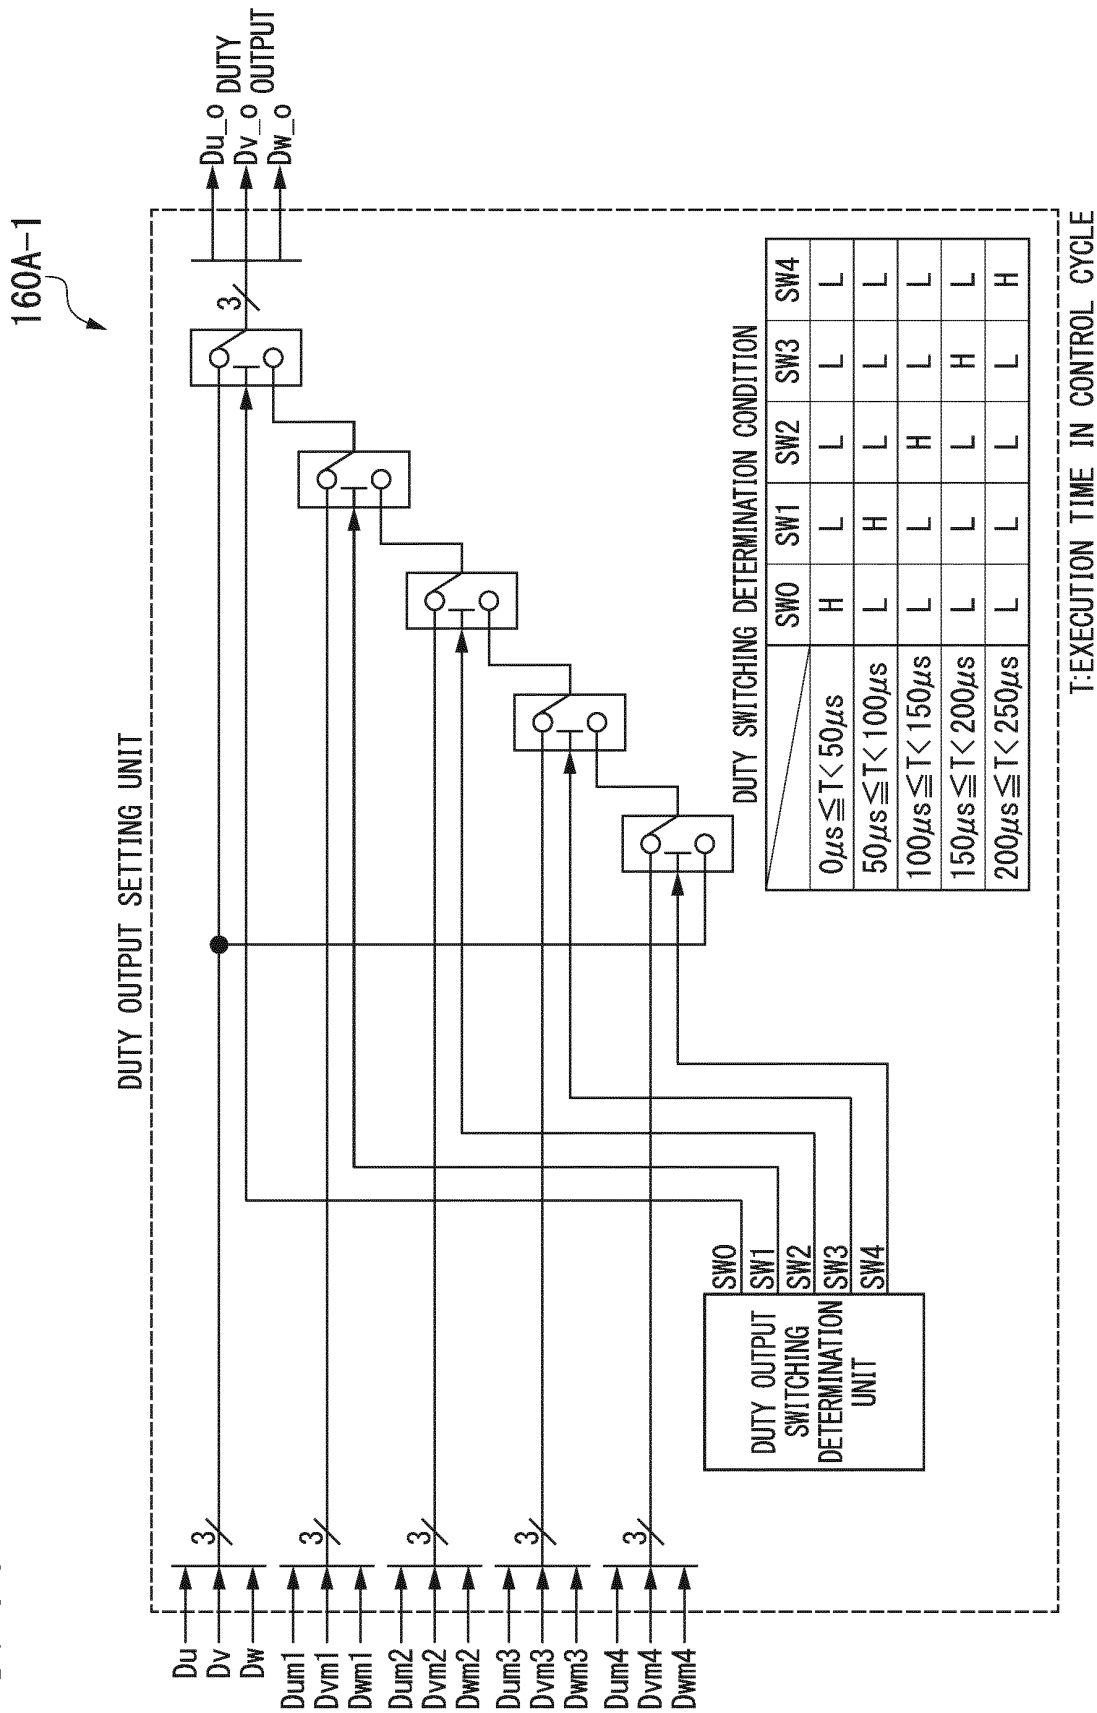 160A-1
DUTY OUTPUT SETTING UNIT
Du
Dv
Dw
Dum1
Dvm1
Dwm1
Dum2
Dvm2
Dwm2
Dum3
Dvm3
Dwm3
Dum4
Dvm4
Dwm4
3
3
3
3
3
3
Du_o DUTY
Dv_o OUTPUT
Dw_o
DUTY OUTPUT
SWITCHING
DETERMINATION
UNIT
SW0
SW1
SW2
SW3
SW4
DUTY SWITCHING DETERMINATION CONDITION
SW0 SW1 SW2 SW3 SW4
0μs≦T<50μs H L L L L
50μs≦T<100μs L H L L L
100μs≦T<150μs L L H L L
150μs≦T<200μs L L L H L
200μs≦T<250μs L L L L H
T:EXECUTION TIME IN CONTROL CYCLE